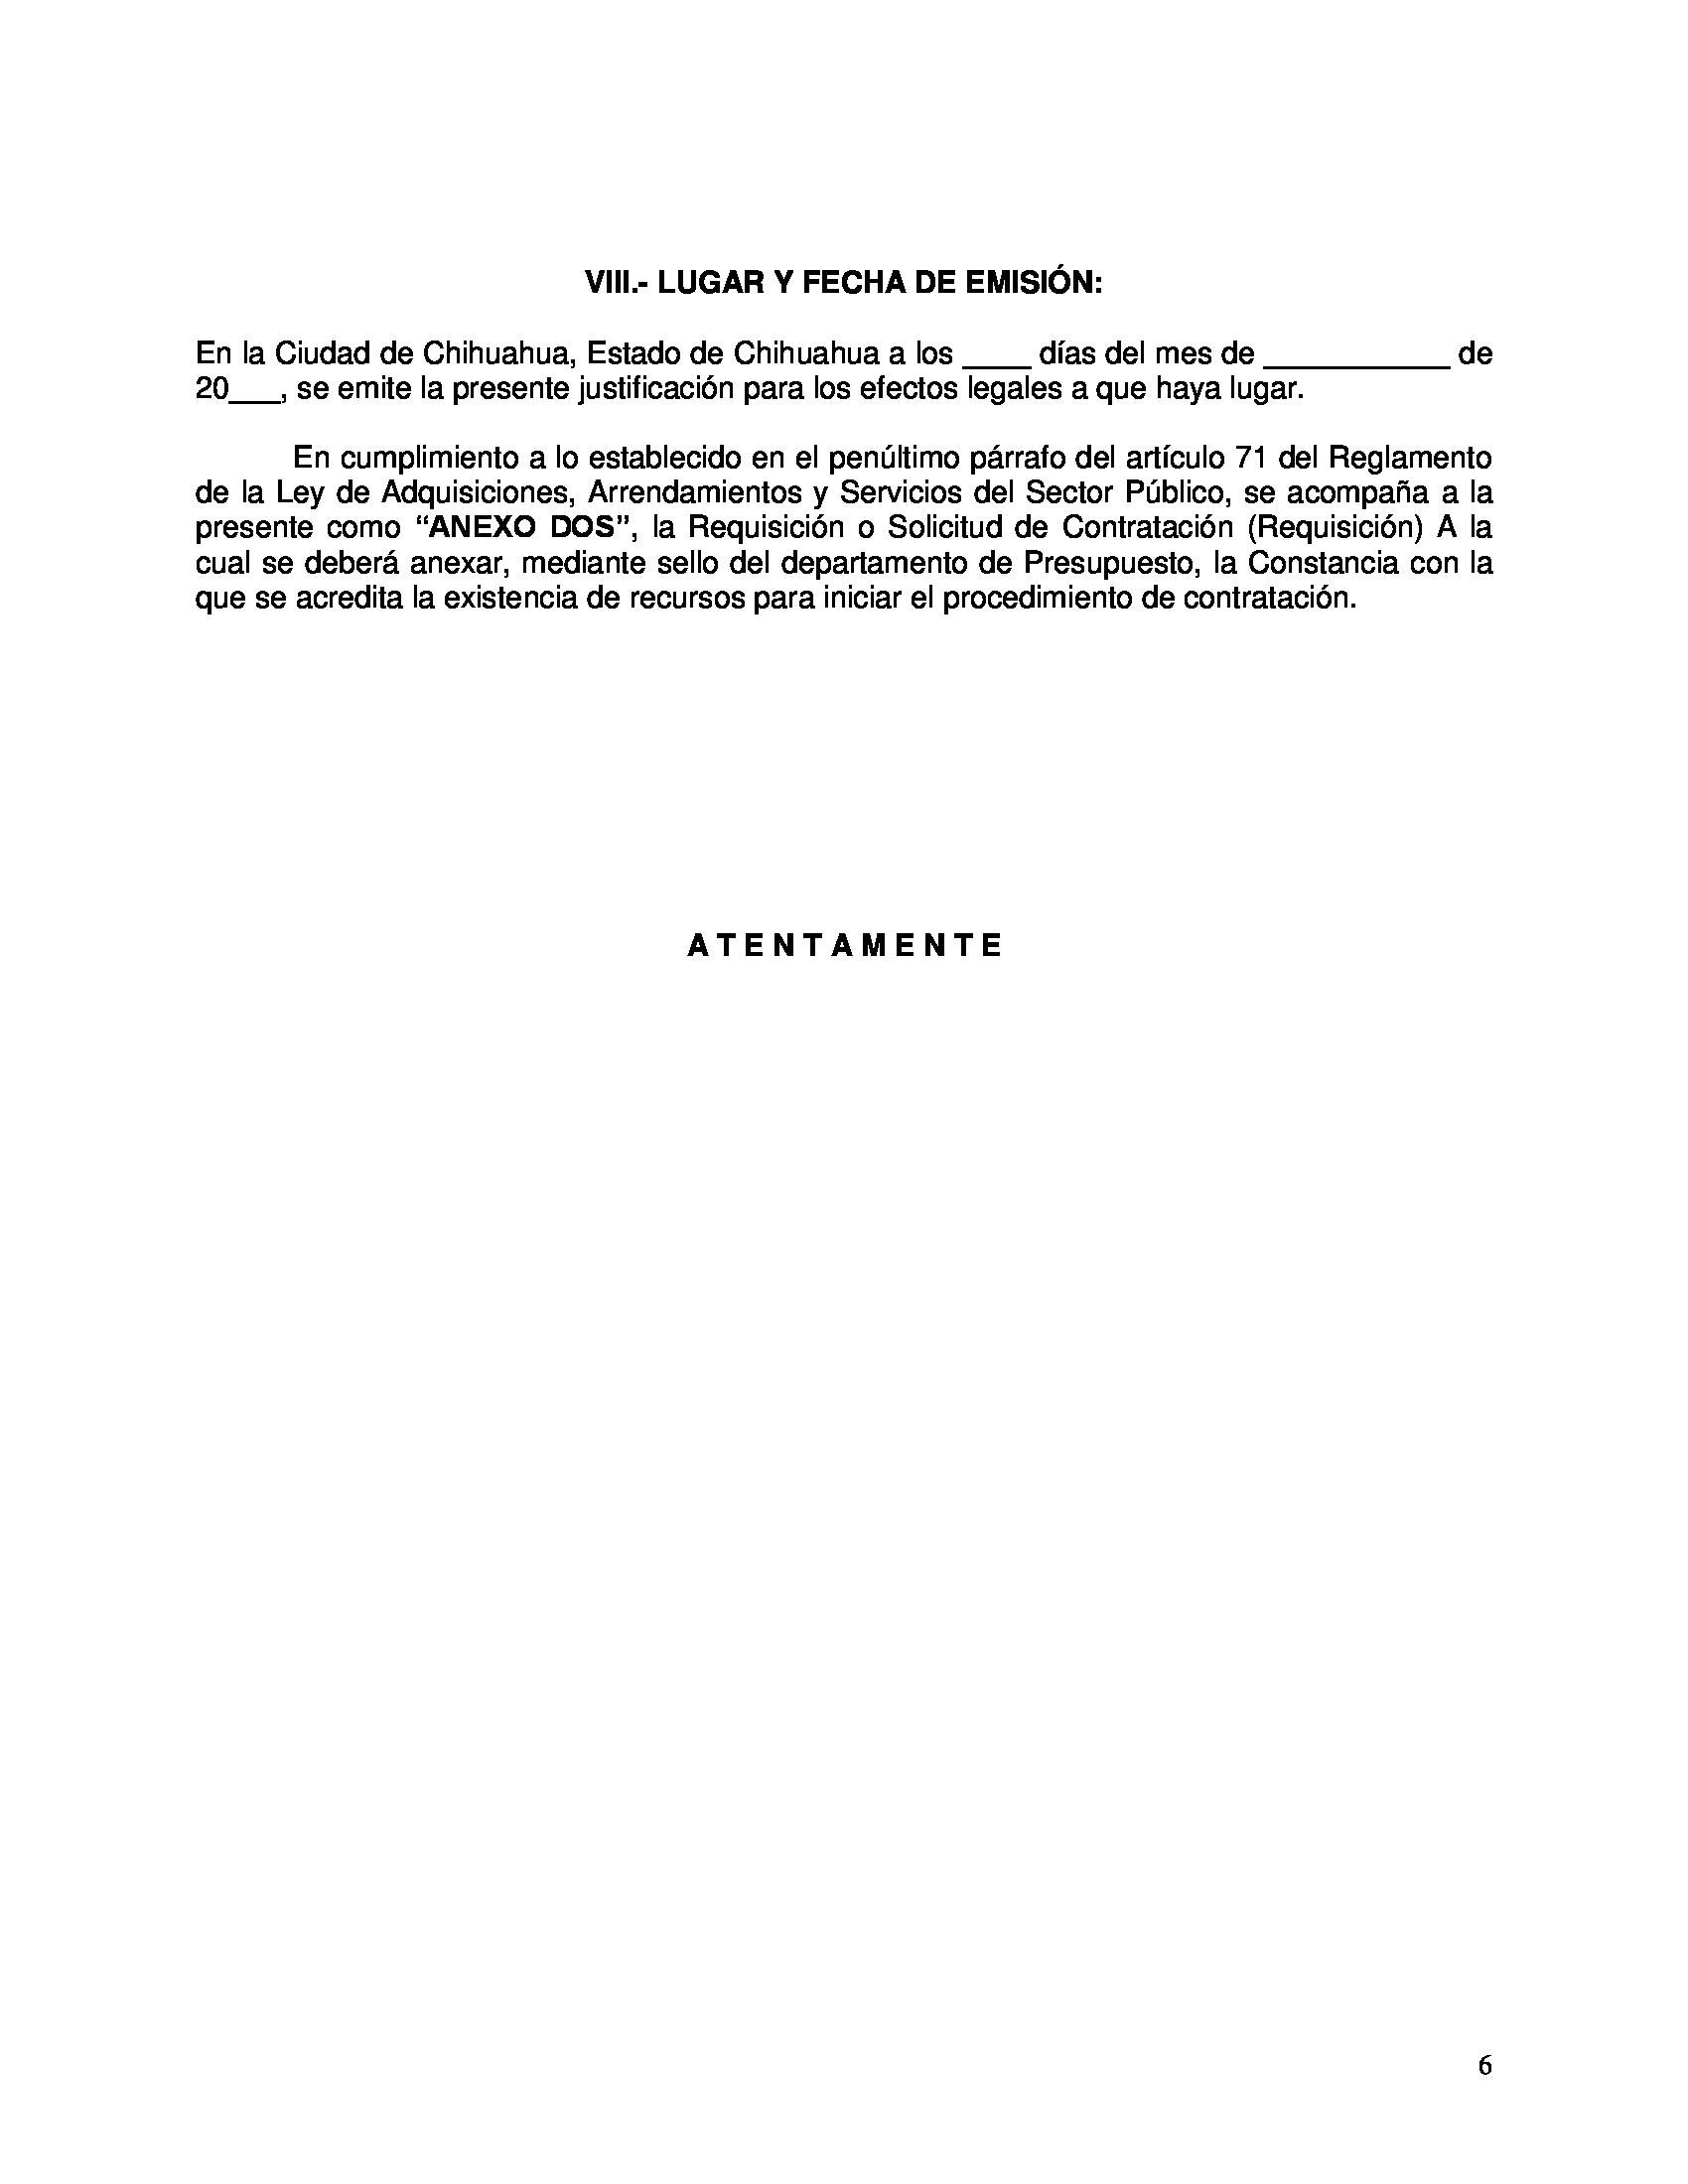 VIII.- LUGAR Y FECHA DE EMISIÓN:
En la Ciudad de Chihuahua, Estado de Chihuahua a los ____ días del mes de ___________ de
20___, se emite la presente justificación para los efectos legales a que haya lugar.
En cumplimiento a lo establecido en el penúltimo párrafo del artículo 71 del Reglamento
de la Ley de Adquisiciones, Arrendamientos y Servicios del Sector Público, se acompaña a la
presente como “ANEXO DOS”, la Requisición o Solicitud de Contratación (Requisición) A la
cual se deberá anexar, mediante sello del departamento de Presupuesto, la Constancia con la
que se acredita la existencia de recursos para iniciar el procedimiento de contratación.
A T E N T A M E N T E
6